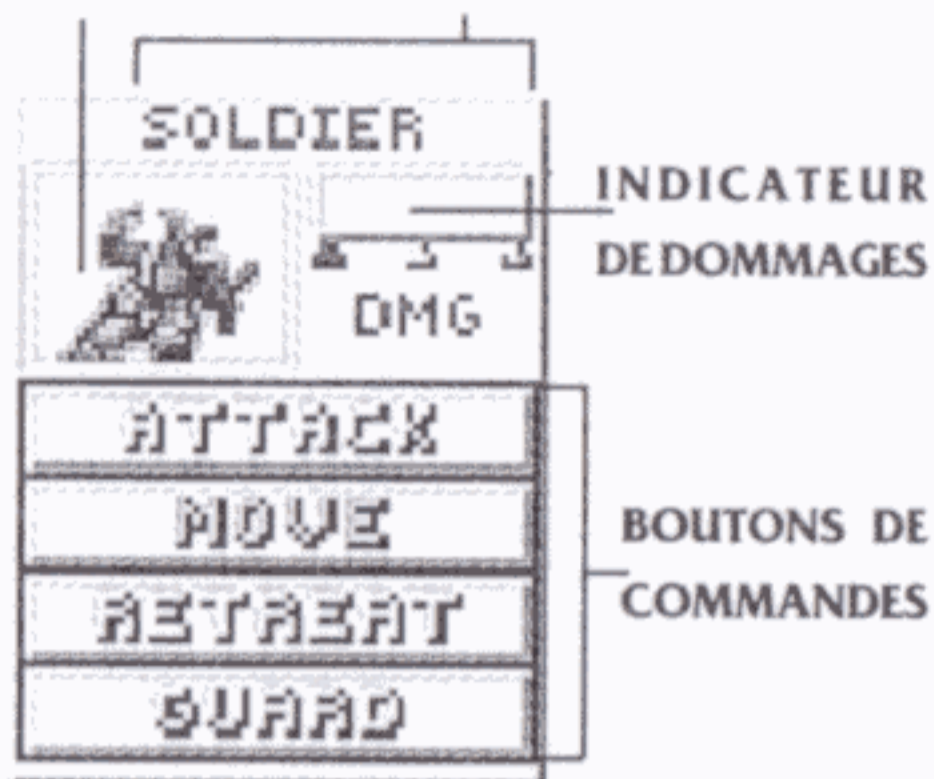 SOLDIER
INDICATEUR
DE DOMMAGES
DMG
ATTACK
MOVE
RETREAT
GUARD
BOUTONS DE
COMMANDES